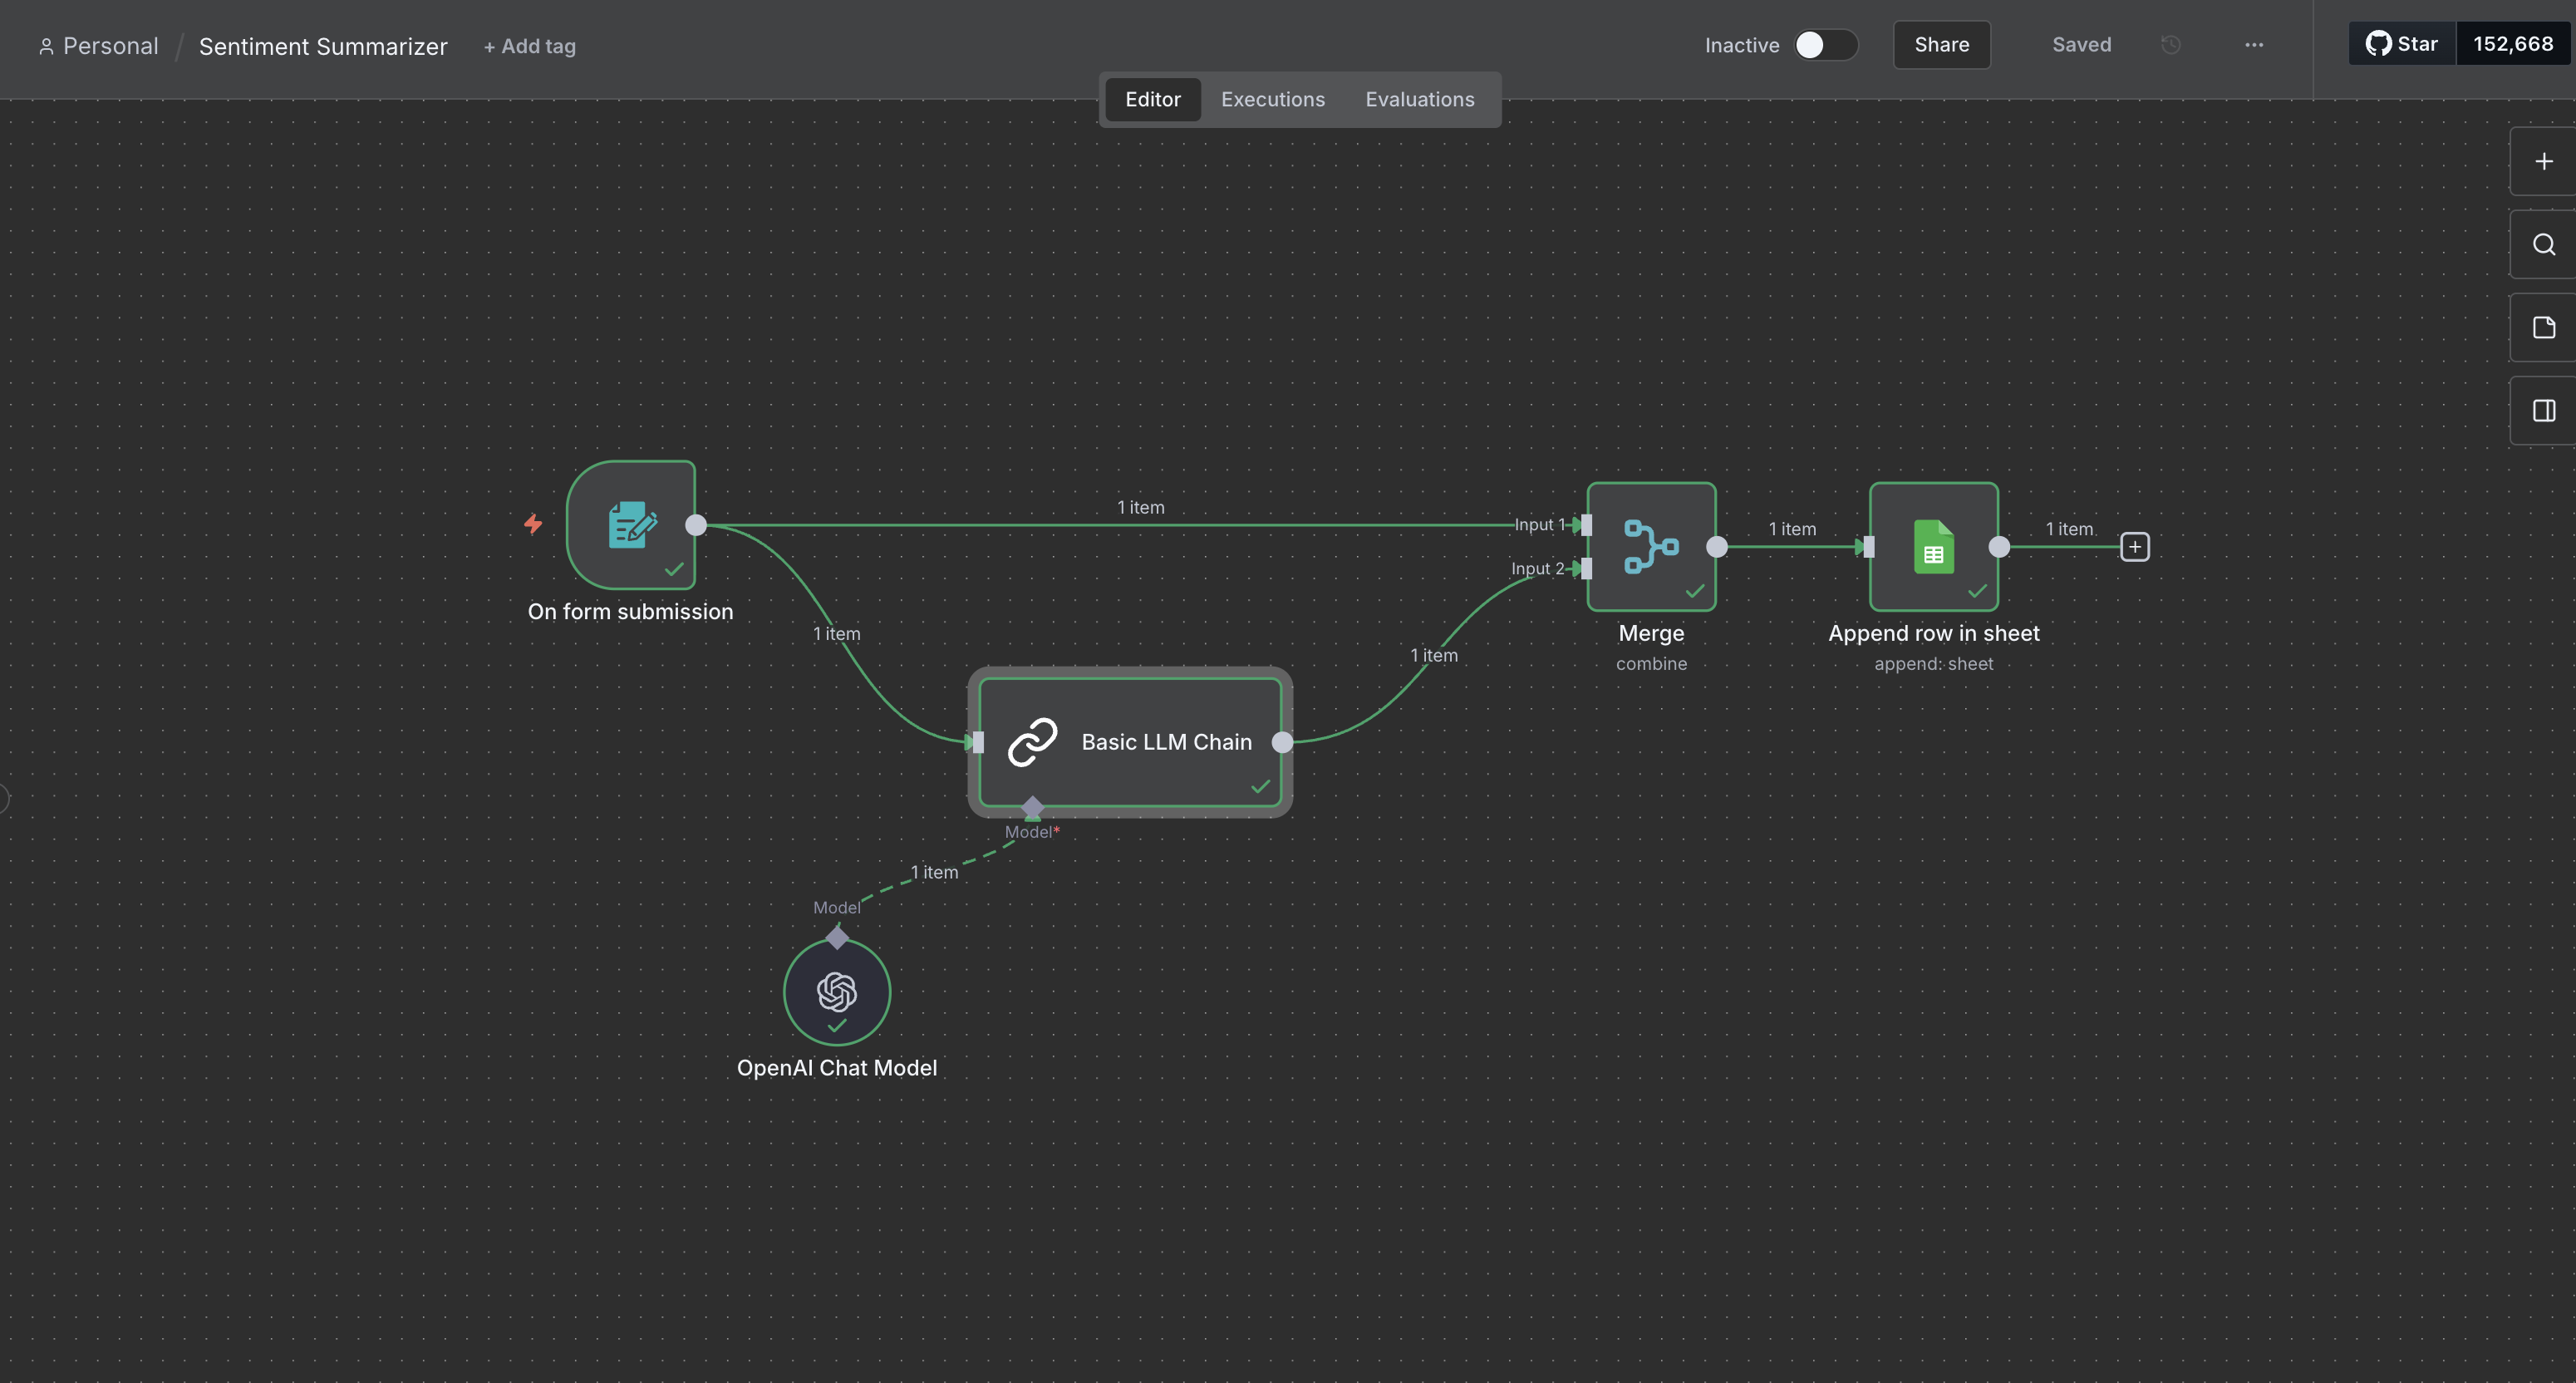 Personal / Sentiment Summarizer + Add tag
Inactive Share Saved ... Star 152,668
Editor Executions Evaluations
1 item
Input 1
1 item
1 item
Input 2
On form submission
1 item
Merge
combine
Append row in sheet
append: sheet
1 item
Basic LLM Chain
Model*
1 item
Model
OpenAI Chat Model